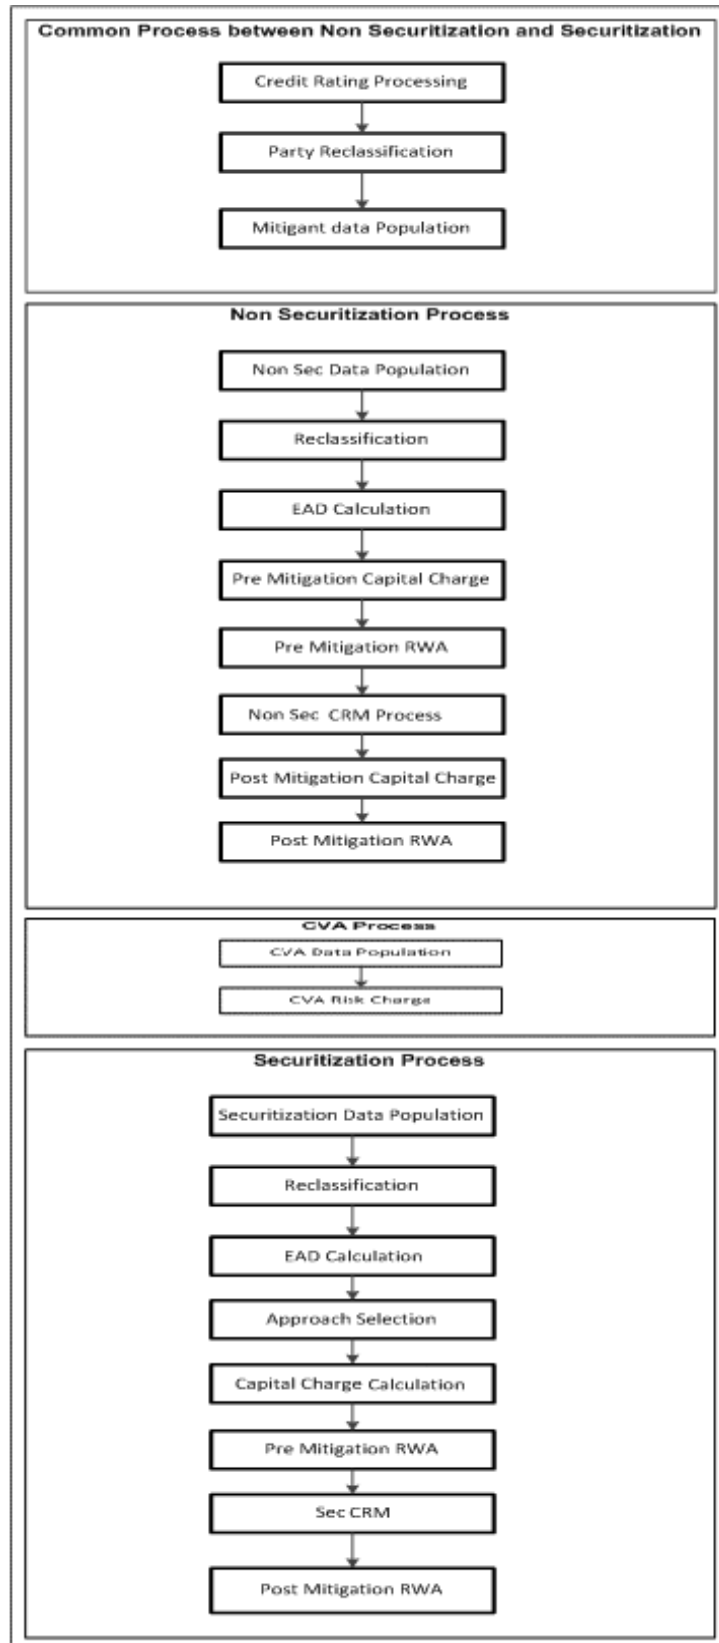 Common Process between Non Securitization and Securitization
Credit Rating Processing
Party Reclassification
Mitigant data Population
Non Securitization Process
Non Sec Data Population
Reclassification
EAD Calculation
Pre Mitigation Capital Charge
Pre Mitigation RWA
Non Sec CRM Process
Post Mitigation Capital Charge
Post Mitigation RWA
CVA Process
CVA Data Population
CVA Risk Charge
Securitization Process
Securitization Data Population
Reclassification
EAD Calculation
Approach Selection
Capital Charge Calculation
Pre Mitigation RWA
Sec CRM
Post Mitigation RWA